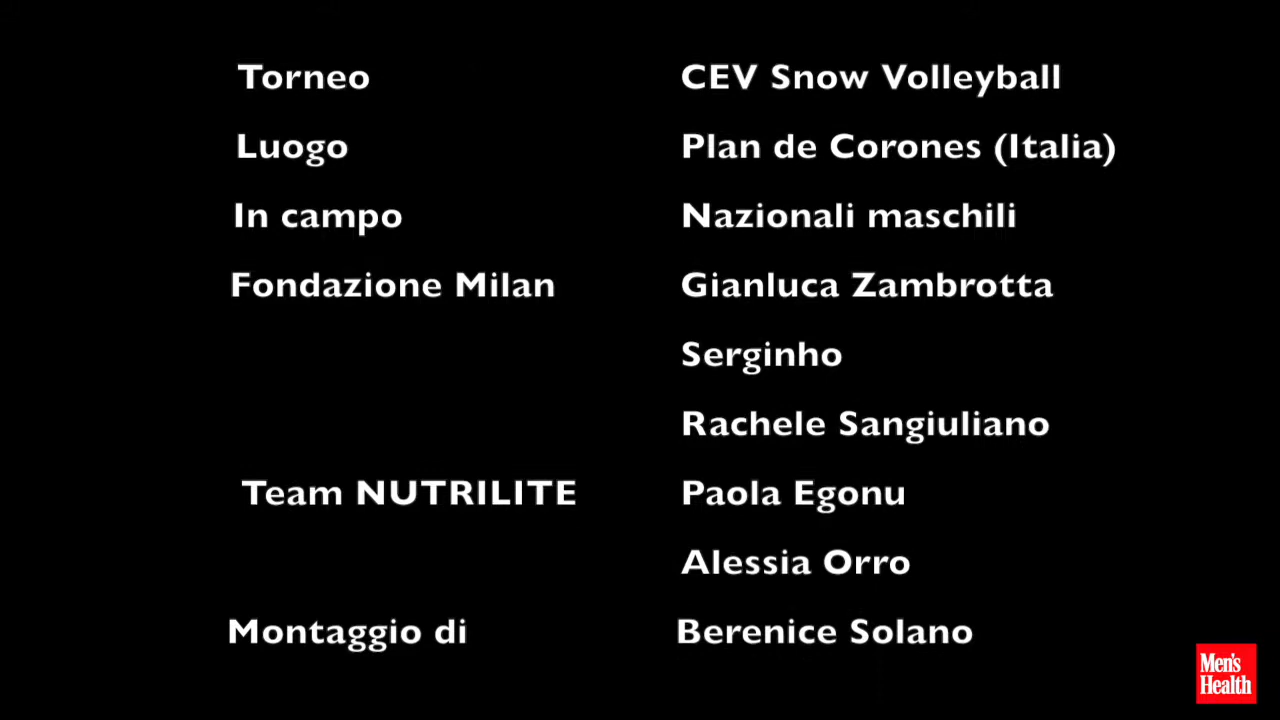 Torneo CEV Snow Volleyball
Luogo Plan de Corones (Italia)
In campo Nazionali maschili
Fondazione Milan Gianluca Zambrotta
Serginho
Rachele Sangiuliano
Team NUTRILITE Paola Egonu
Alessia Orro
Montaggio di Berenice Solano
Men's
Health